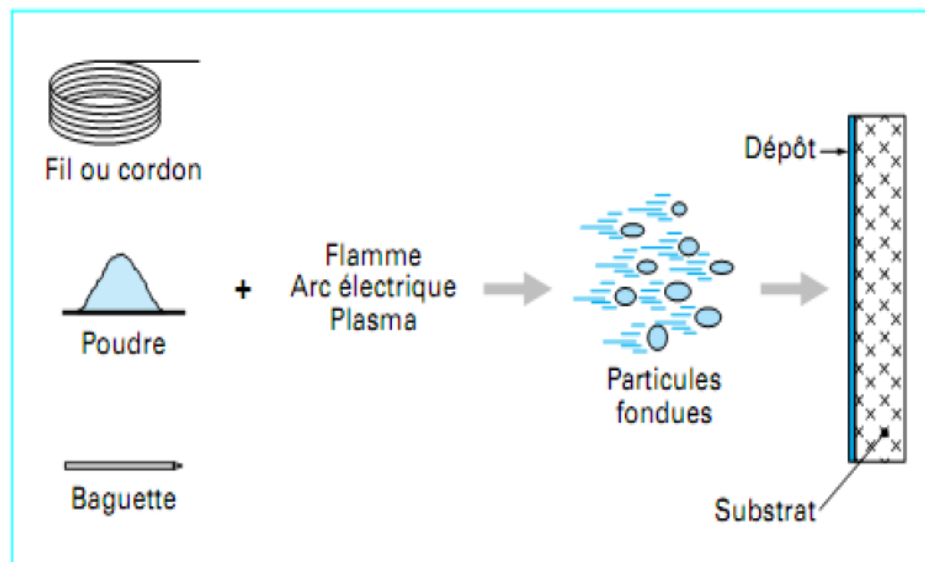 Fil ou cordon
Poudre
Baguette
+
Flamme
Arc électrique
Plasma
Particules
fondues
Dépôt
Substrat